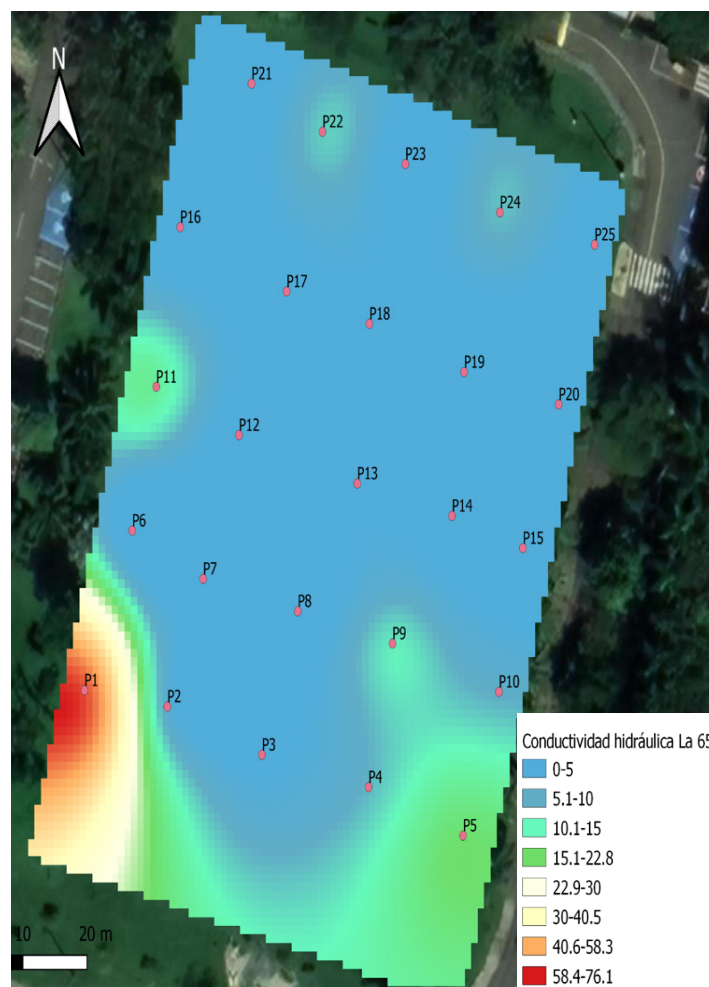 N
P21
P22
P23
P24
P25
P16
P17
P18
P19
P20
P11
P12
P13
P14
P15
P6
P7
P8
P9
P10
P1
P2
P3
P4
P5
Conductividad hidráulica La 65
0-5
5.1-10
10.1-15
15.1-22.8
22.9-30
30-40.5
40.6-58.3
58.4-76.1
10 20 m